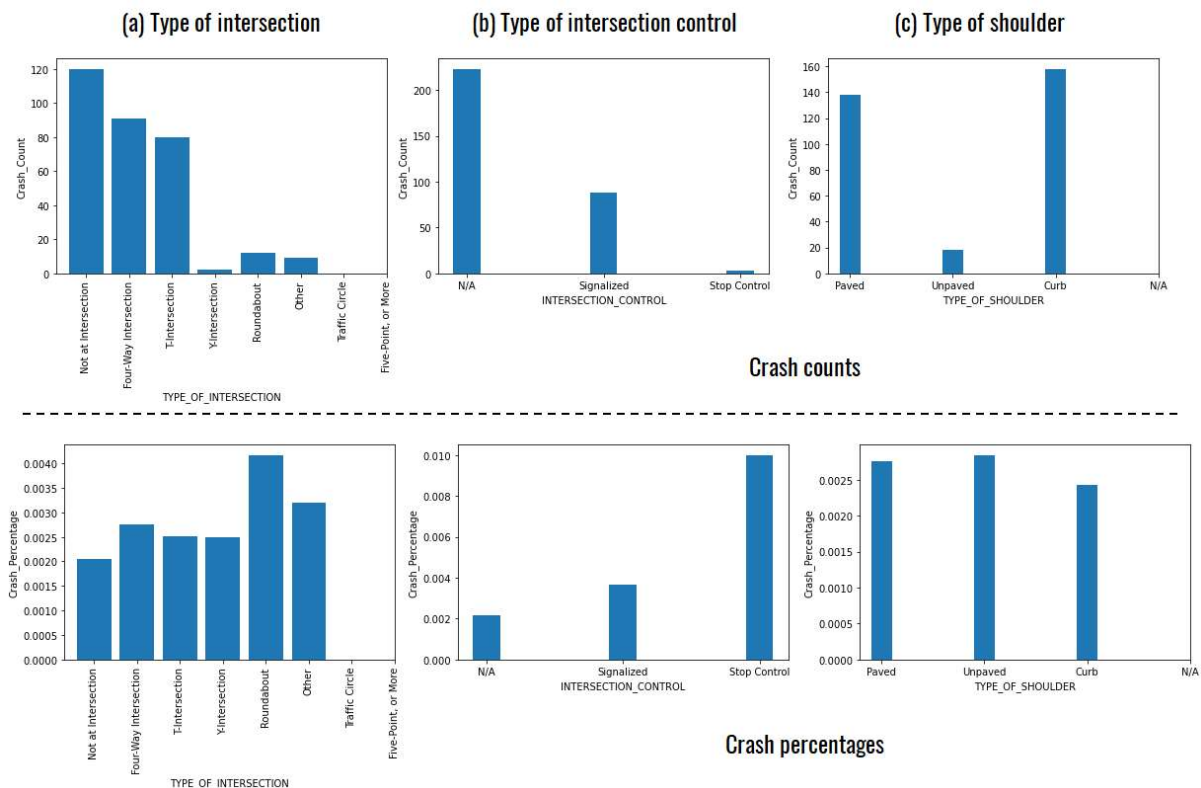 (a) Type of intersection
(b) Type of intersection control
(c) Type of shoulder
120
100
80
60
40
20
0
Crash_Count
Not at Intersection
Four-Way Intersection
T-Intersection
Y-Intersection
Roundabout
Other
Traffic Circle
Five-Point, or More
TYPE_OF_INTERSECTION
200
150
100
50
0
Crash_Count
N/A
Signalized
Stop Control
INTERSECTION_CONTROL
160
140
120
100
80
60
40
20
0
Crash_Count
Paved
Unpaved
Curb
N/A
TYPE_OF_SHOULDER
Crash counts
0.0040
0.0035
0.0030
0.0025
0.0020
0.0015
0.0010
0.0005
0.0000
Crash_Percentage
Not at Intersection
Four-Way Intersection
T-Intersection
Y-Intersection
Roundabout
Other
Traffic Circle
Five-Point, or More
TYPE_OF_INTERSECTION
0.010
0.008
0.006
0.004
0.002
0.000
Crash_Percentage
N/A
Signalized
Stop Control
INTERSECTION_CONTROL
0.0025
0.0020
0.0015
0.0010
0.0005
0.0000
Crash_Percentage
Paved
Unpaved
Curb
N/A
TYPE_OF_SHOULDER
Crash percentages